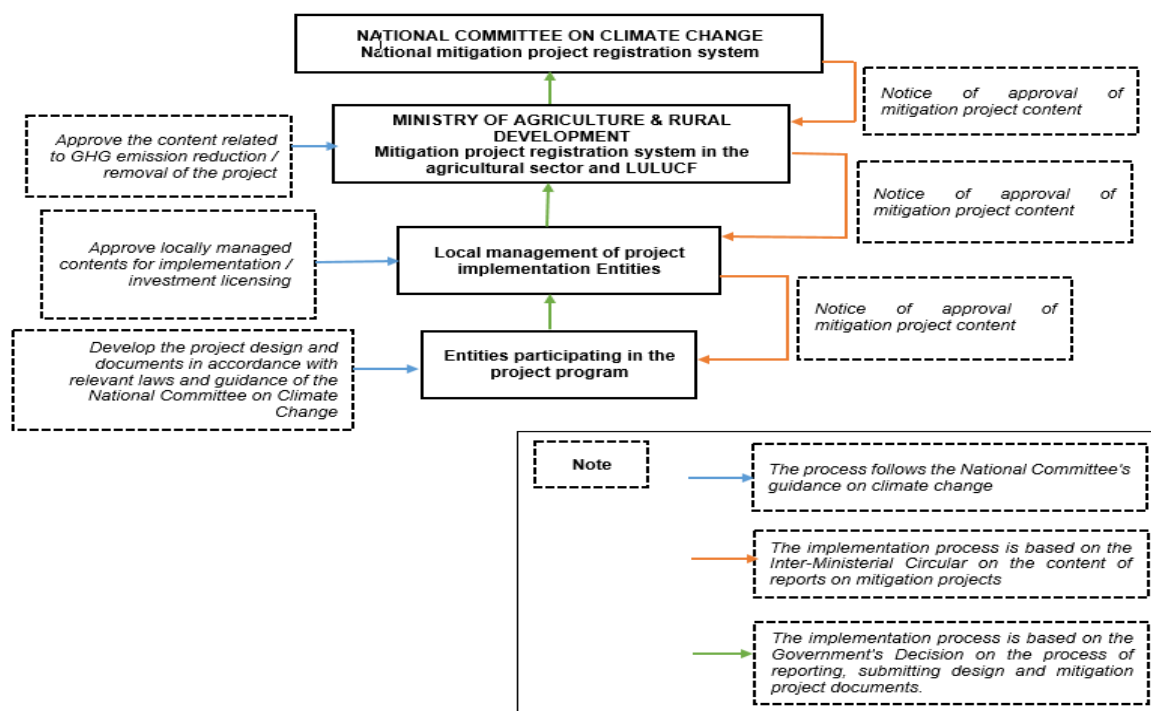 NATIONAL COMMITTEE ON CLIMATE CHANGE
National mitigation project registration system
Notice of approval of
mitigation project content
MINISTRY OF AGRICULTURE & RURAL
DEVELOPMENT
Mitigation project registration system in the
agricultural sector and LULUCF
Approve the content related
to GHG emission reduction /
removal of the project
Notice of approval of
mitigation project content
Approve locally managed
contents for implementation /
investment licensing
Local management of project
implementation Entities
Notice of approval of
mitigation project content
Develop the project design and
documents in accordance with
relevant laws and guidance of the
National Committee on Climate
Change
Entities participating in the
project program
Note
The process follows the National Committee's
guidance on climate change
The implementation process is based on the
Inter-Ministerial Circular on the content of
reports on mitigation projects
The implementation process is based on the
Government's Decision on the process of
reporting, submitting design and mitigation
project documents.